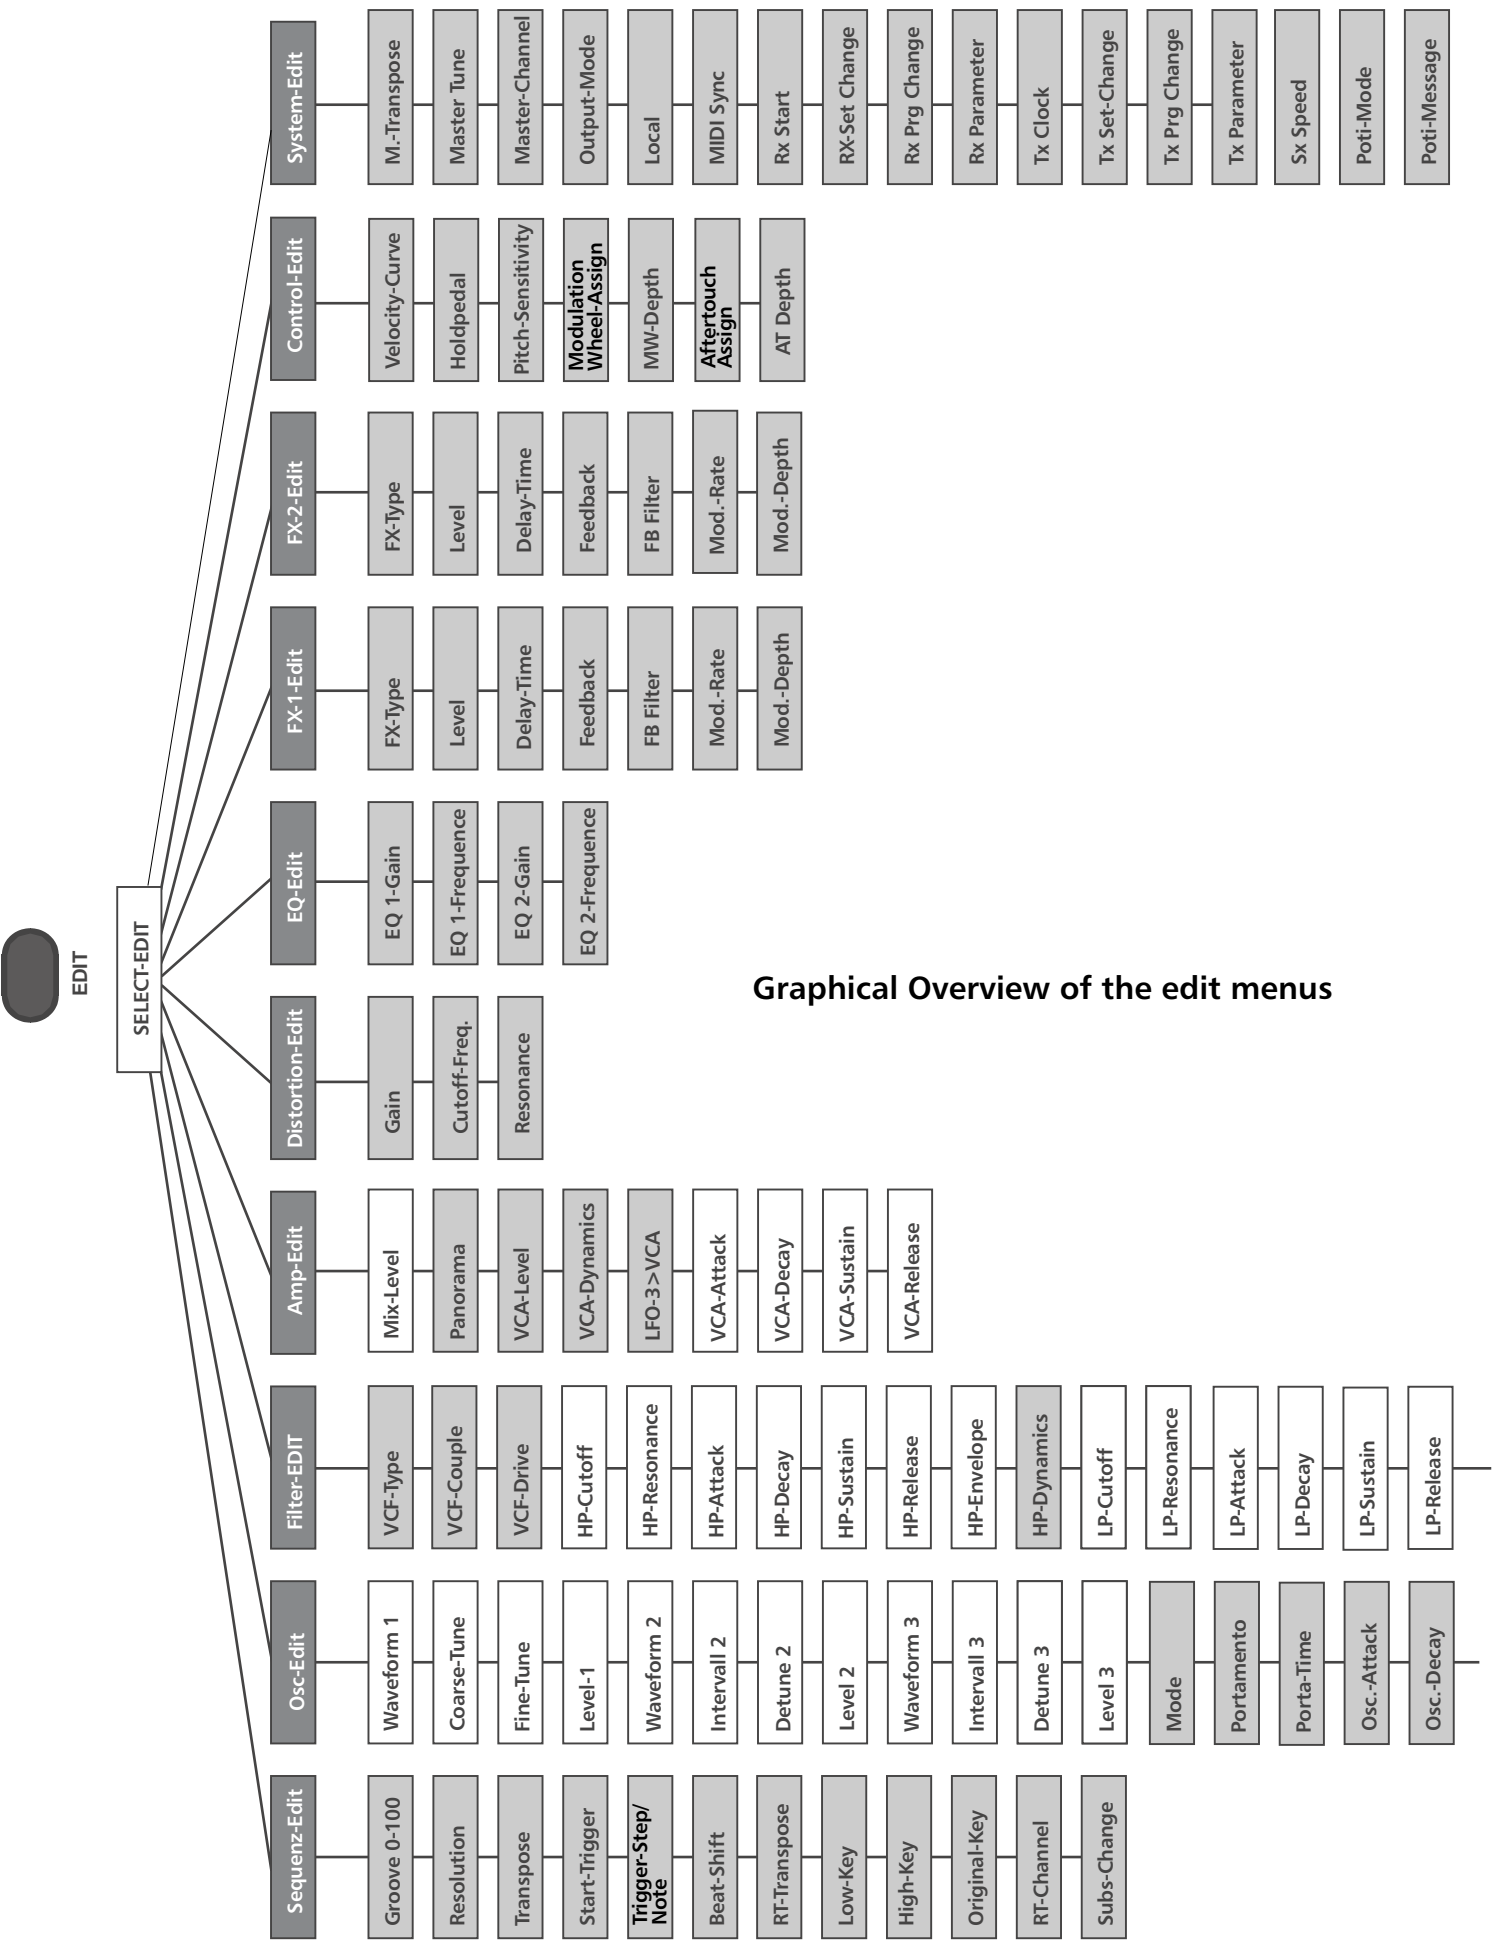 EDIT
SELECT-EDIT
Sequenz-Edit
Groove 0-100
Resolution
Transpose
Start-Trigger
Trigger-Step/
Note
Beat-Shift
RT-Transpose
Low-Key
High-Key
Original-Key
RT-Channel
Subs-Change
Osc-Edit
Waveform 1
Coarse-Tune
Fine-Tune
Level-1
Waveform 2
Intervall 2
Detune 2
Level 2
Waveform 3
Intervall 3
Detune 3
Level 3
Mode
Portamento
Porta-Time
Osc.-Attack
Osc.-Decay
Filter-EDIT
VCF-Type
VCF-Couple
VCF-Drive
HP-Cutoff
HP-Resonance
HP-Attack
HP-Decay
HP-Sustain
HP-Release
HP-Envelope
HP-Dynamics
LP-Cutoff
LP-Resonance
LP-Attack
LP-Decay
LP-Sustain
LP-Release
Amp-Edit
Mix-Level
Panorama
VCA-Level
VCA-Dynamics
LFO-3>VCA
VCA-Attack
VCA-Decay
VCA-Sustain
VCA-Release
Distortion-Edit
Gain
Cutoff-Freq.
Resonance
EQ-Edit
EQ 1-Gain
EQ 1-Frequence
EQ 2-Gain
EQ 2-Frequence
FX-1-Edit
FX-Type
Level
Delay-Time
Feedback
FB Filter
Mod.-Rate
Mod.-Depth
FX-2-Edit
FX-Type
Level
Delay-Time
Feedback
FB Filter
Mod.-Rate
Mod.-Depth
Control-Edit
Velocity-Curve
Holdpedal
Pitch-Sensitivity
Modulation
Wheel-Assign
MW-Depth
Aftertouch
Assign
AT Depth
System-Edit
M.-Transpose
Master Tune
Master-Channel
Output-Mode
Local
MIDI Sync
Rx Start
RX-Set Change
Rx Prg Change
Rx Parameter
Tx Clock
Tx Set-Change
Tx Prg Change
Tx Parameter
Sx Speed
Poti-Mode
Poti-Message
Graphical Overview of the edit menus